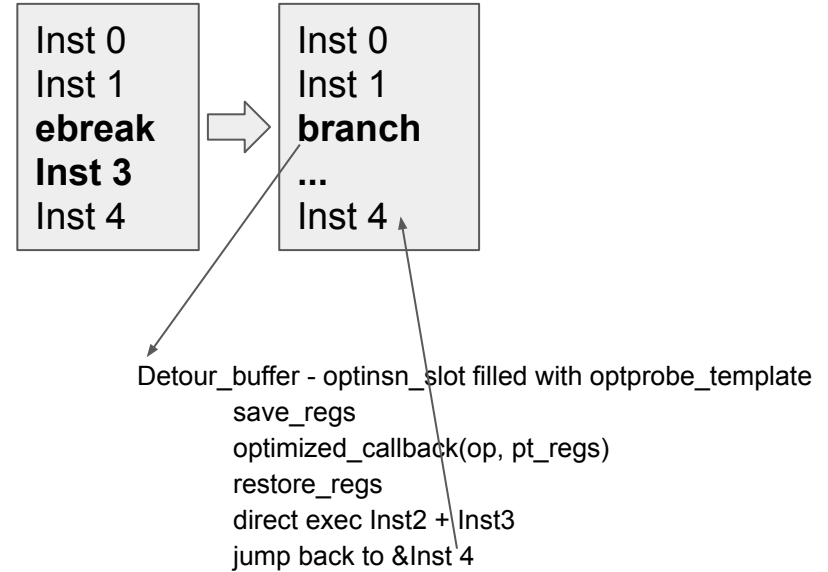 Inst 0
Inst 1
ebreak
Inst 3
Inst 4
Inst 0
Inst 1
branch
...
Inst 4
Detour_buffer - optinsn_slot filled with optprobe_template
save_regs
optimized_callback(op, pt_regs)
restore_regs
direct exec Inst2 + Inst3
jump back to &Inst 4